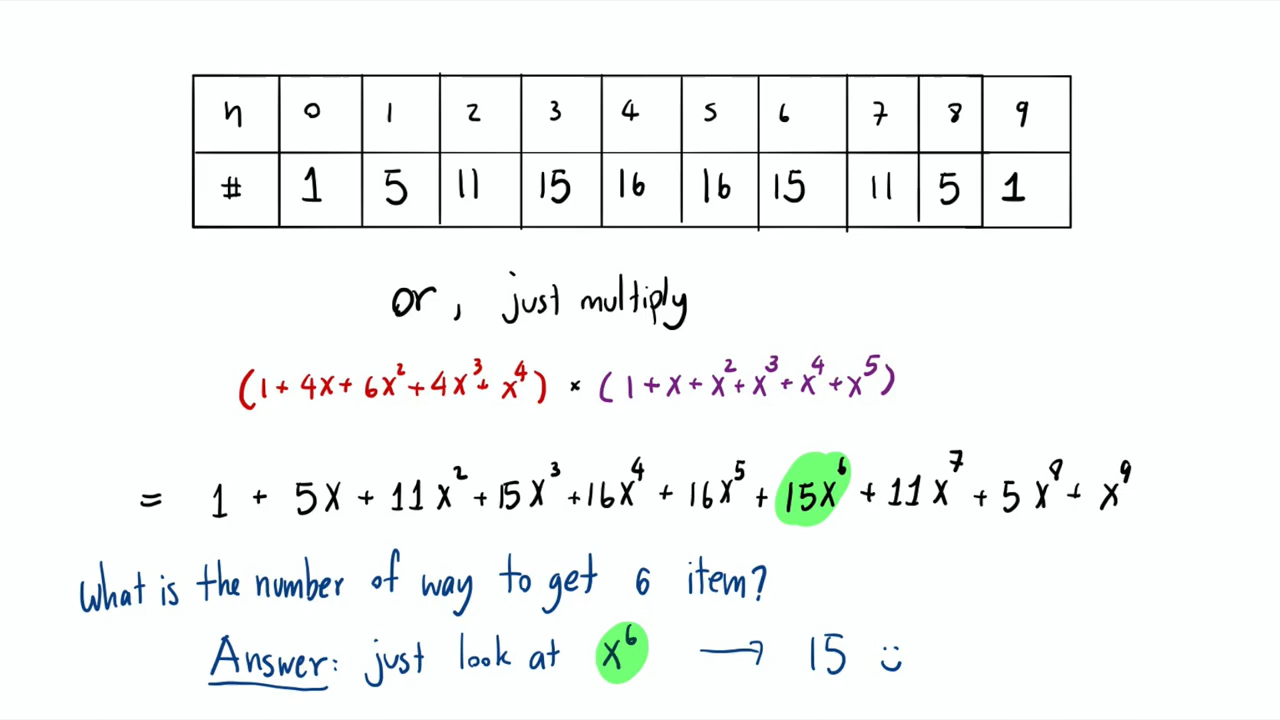 n 0 1 2 3 4 5 6 7 8 9
# 1 5 11 15 16 16 15 11 5 1
or, just multiply
(1+4x+6x²+4x³+x⁴) × (1+x+x²+x³+x⁴+x⁵)
= 1 + 5x + 11x² + 15x³ + 16x⁴ + 16x⁵ + 15x⁶ + 11x⁷ + 5x⁸ + x⁹
What is the number of way to get 6 item?
Answer: just look at x⁶ → 15 :)